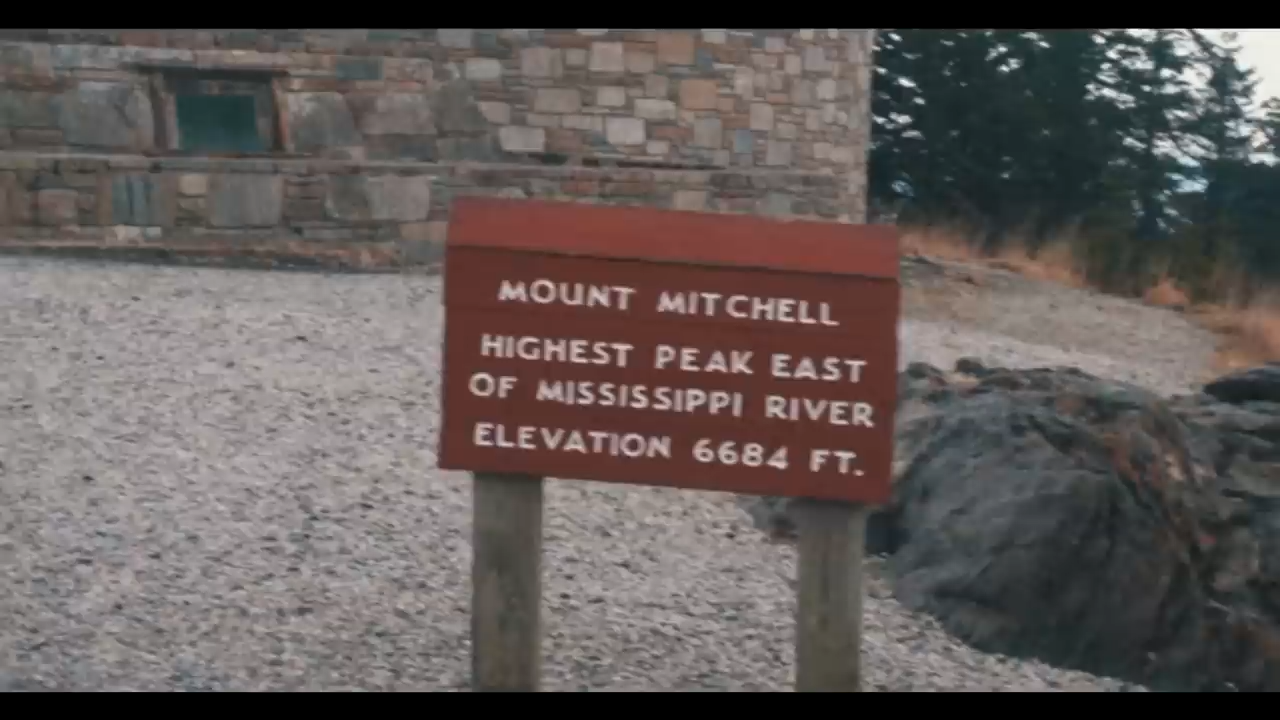 MOUNT MITCHELL
HIGHEST PEAK EAST
OF MISSISSIPPI RIVER
ELEVATION 6684 FT.